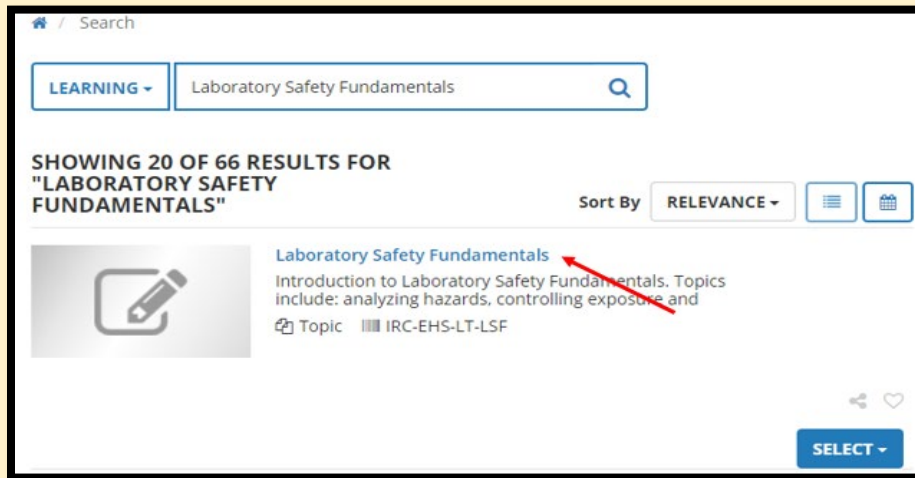 / Search
LEARNING
Laboratory Safety Fundamentals
SHOWING 20 OF 66 RESULTS FOR
"LABORATORY SAFETY
FUNDAMENTALS"
Sort By RELEVANCE
Laboratory Safety Fundamentals
Introduction to Laboratory Safety Fundamentals. Topics
include: analyzing hazards, controlling exposure and
Topic IRC-EHS-LT-LSF
SELECT